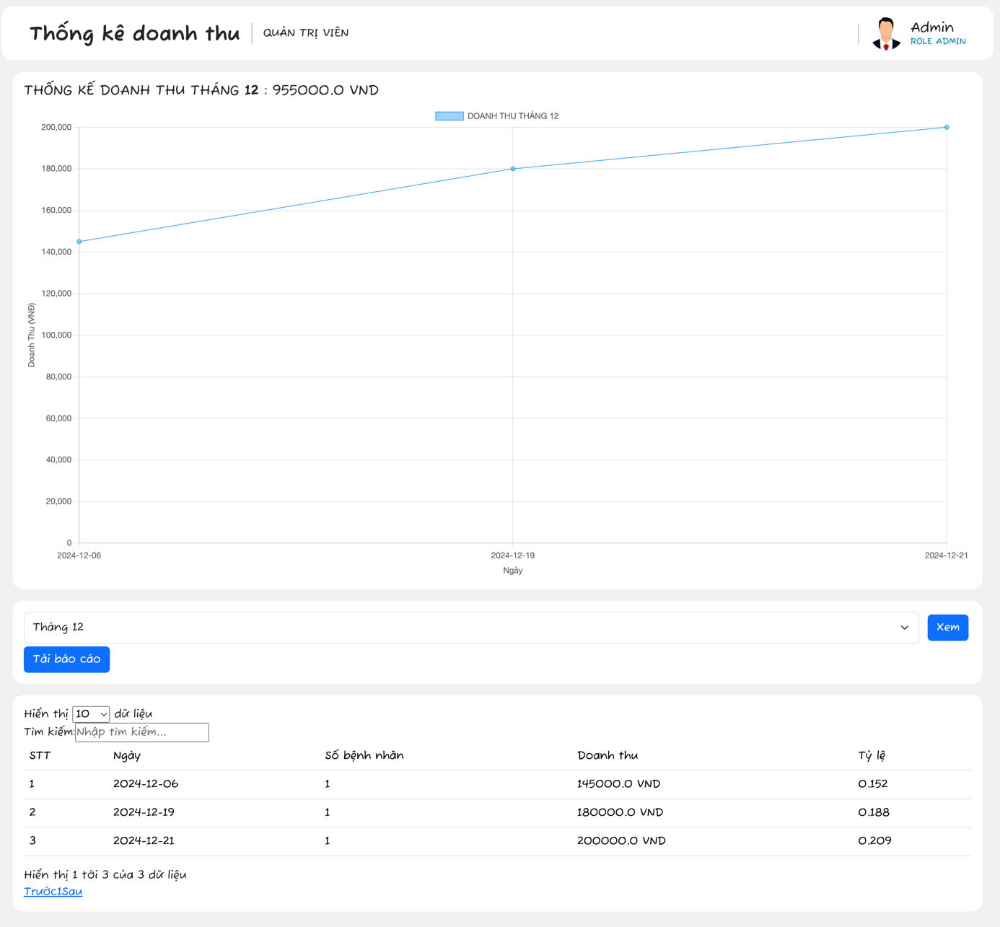 Thống kê doanh thu
QUẢN TRỊ VIÊN
Admin
ROLE ADMIN
THỐNG KẾ DOANH THU THÁNG 12 : 955000.0 VND
DOANH THU THÁNG 12
200,000
180,000
160,000
140,000
120,000
100,000
80,000
60,000
40,000
20,000
0
Doanh Thu (VNĐ)
2024-12-06 2024-12-19 2024-12-21
Ngày
Tháng 12
Xem
Tải báo cáo
Hiển thị 10 dữ liệu
Tìm kiếm: Nhập tìm kiếm...
STT Ngày Số bệnh nhân Doanh thu Tỷ lệ
1 2024-12-06 1 145000.0 VND 0.152
2 2024-12-19 1 180000.0 VND 0.188
3 2024-12-21 1 200000.0 VND 0.209
Hiển thị 1 tới 3 của 3 dữ liệu
Trước1Sau